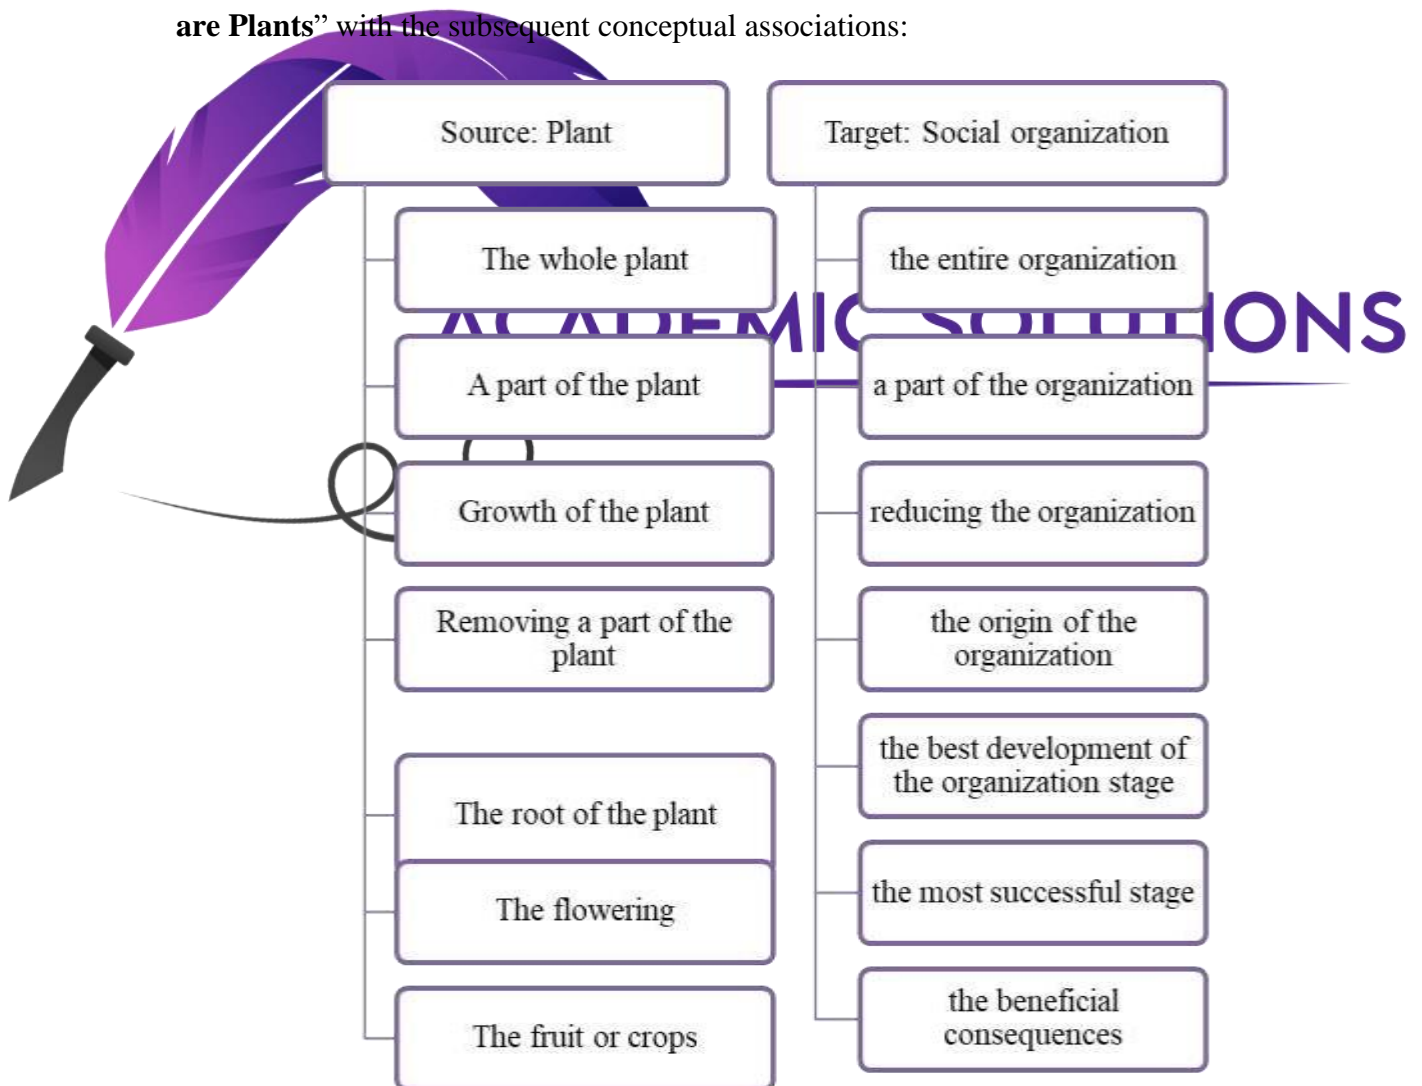 are Plants” with the subsequent conceptual associations:
Source: Plant
Target: Social organization
The whole plant
the entire organization
ACADEMIC SOLUTIONS
A part of the plant
a part of the organization
Growth of the plant
reducing the organization
Removing a part of the
plant
the origin of the
organization
the best development of
the organization stage
The root of the plant
The flowering
the most successful stage
The fruit or crops
the beneficial
consequences